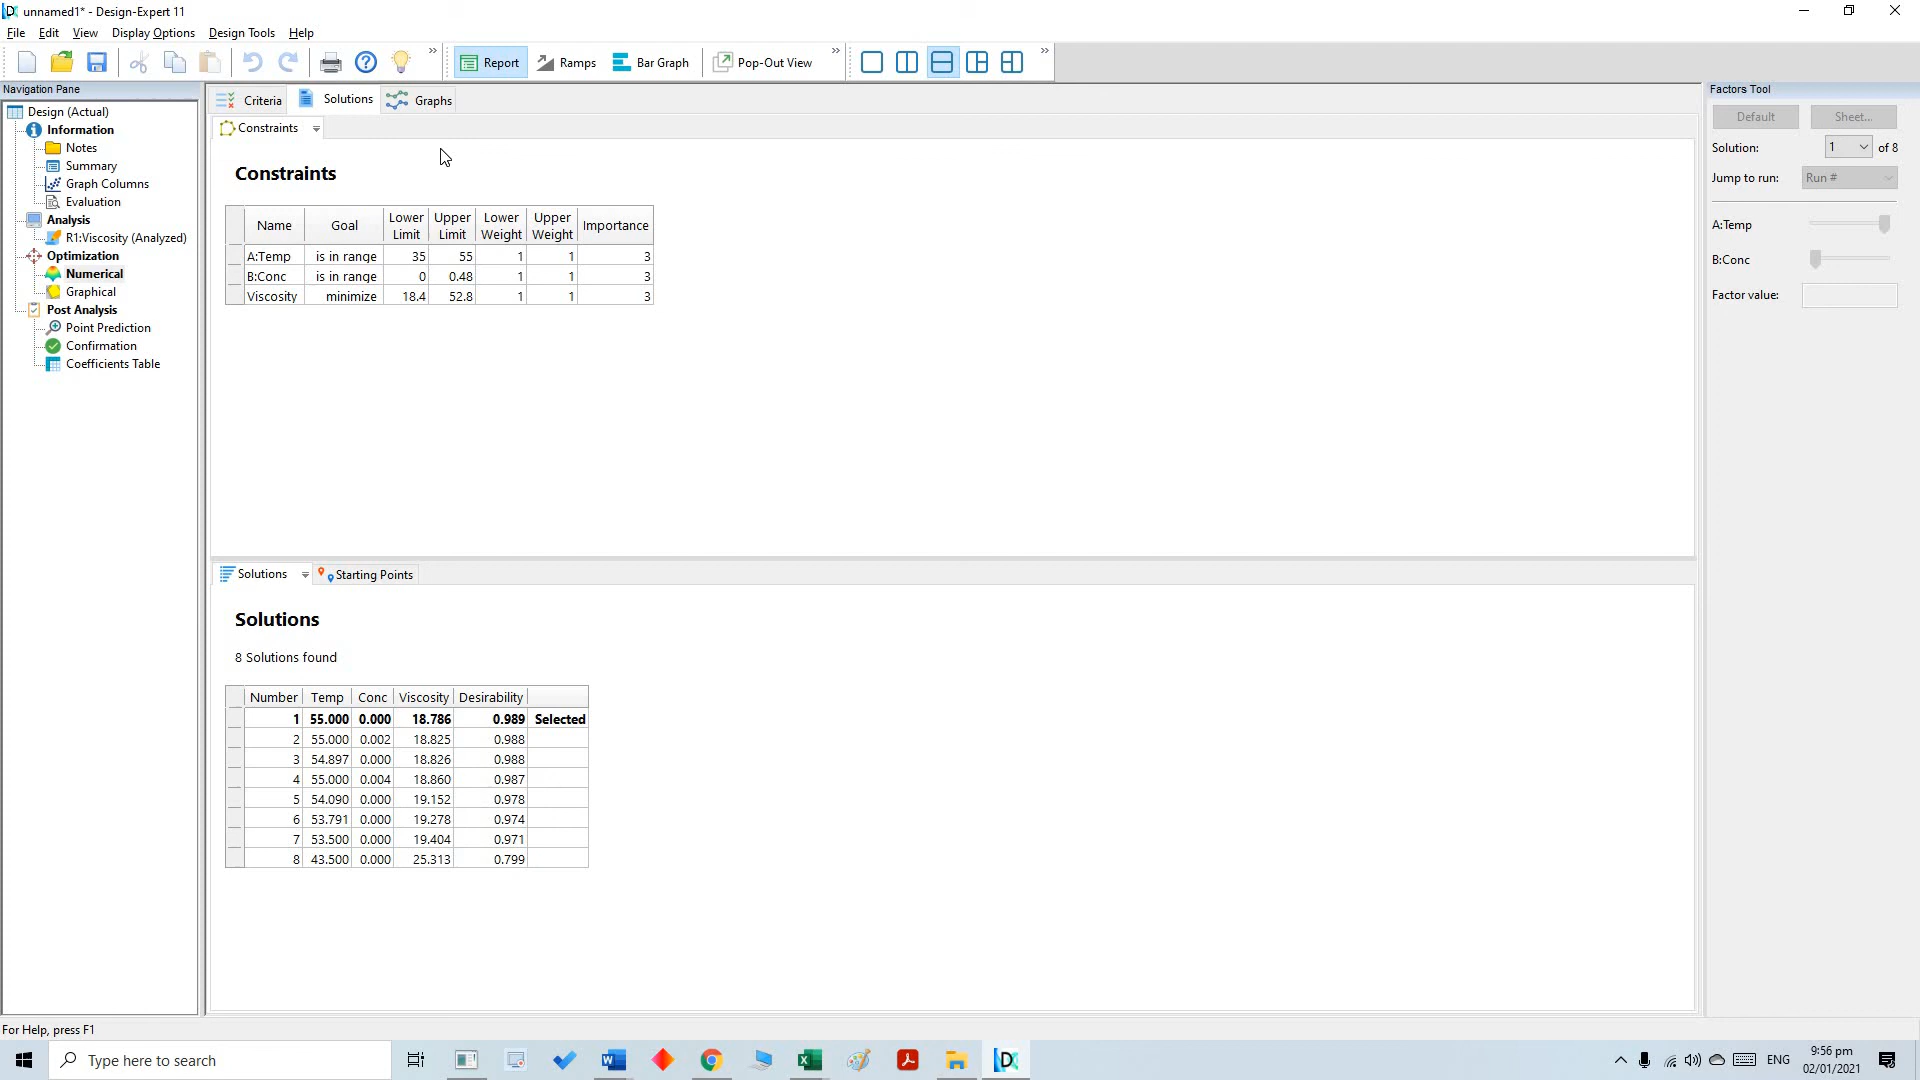 unnamed1* - Design-Expert 11
File Edit View Display Options Design Tools Help
Report Ramps Bar Graph Pop-Out View
Navigation Pane
Design (Actual)
Information
Notes
Summary
Graph Columns
Evaluation
Analysis
R1:Viscosity (Analyzed)
Optimization
Numerical
Graphical
Post Analysis
Point Prediction
Confirmation
Coefficients Table
Criteria Solutions Graphs
Constraints
Constraints
Name Goal Lower Limit Upper Limit Lower Weight Upper Weight Importance
A:Temp is in range 35 55 1 1 3
B:Conc is in range 0 0.48 1 1 3
Viscosity minimize 18.4 52.8 1 1 3
Solutions Starting Points
Solutions
8 Solutions found
Number Temp Conc Viscosity Desirability
1 55.000 0.000 18.786 0.989 Selected
2 55.000 0.002 18.825 0.988
3 54.897 0.000 18.826 0.988
4 55.000 0.004 18.860 0.987
5 54.090 0.000 19.152 0.978
6 53.791 0.000 19.278 0.974
7 53.500 0.000 19.404 0.971
8 43.500 0.000 25.313 0.799
Factors Tool
Default Sheet...
Solution: 1 of 8
Jump to run: Run #
A:Temp
B:Conc
Factor value:
For Help, press F1
Type here to search
ENG
9:56 pm
02/01/2021